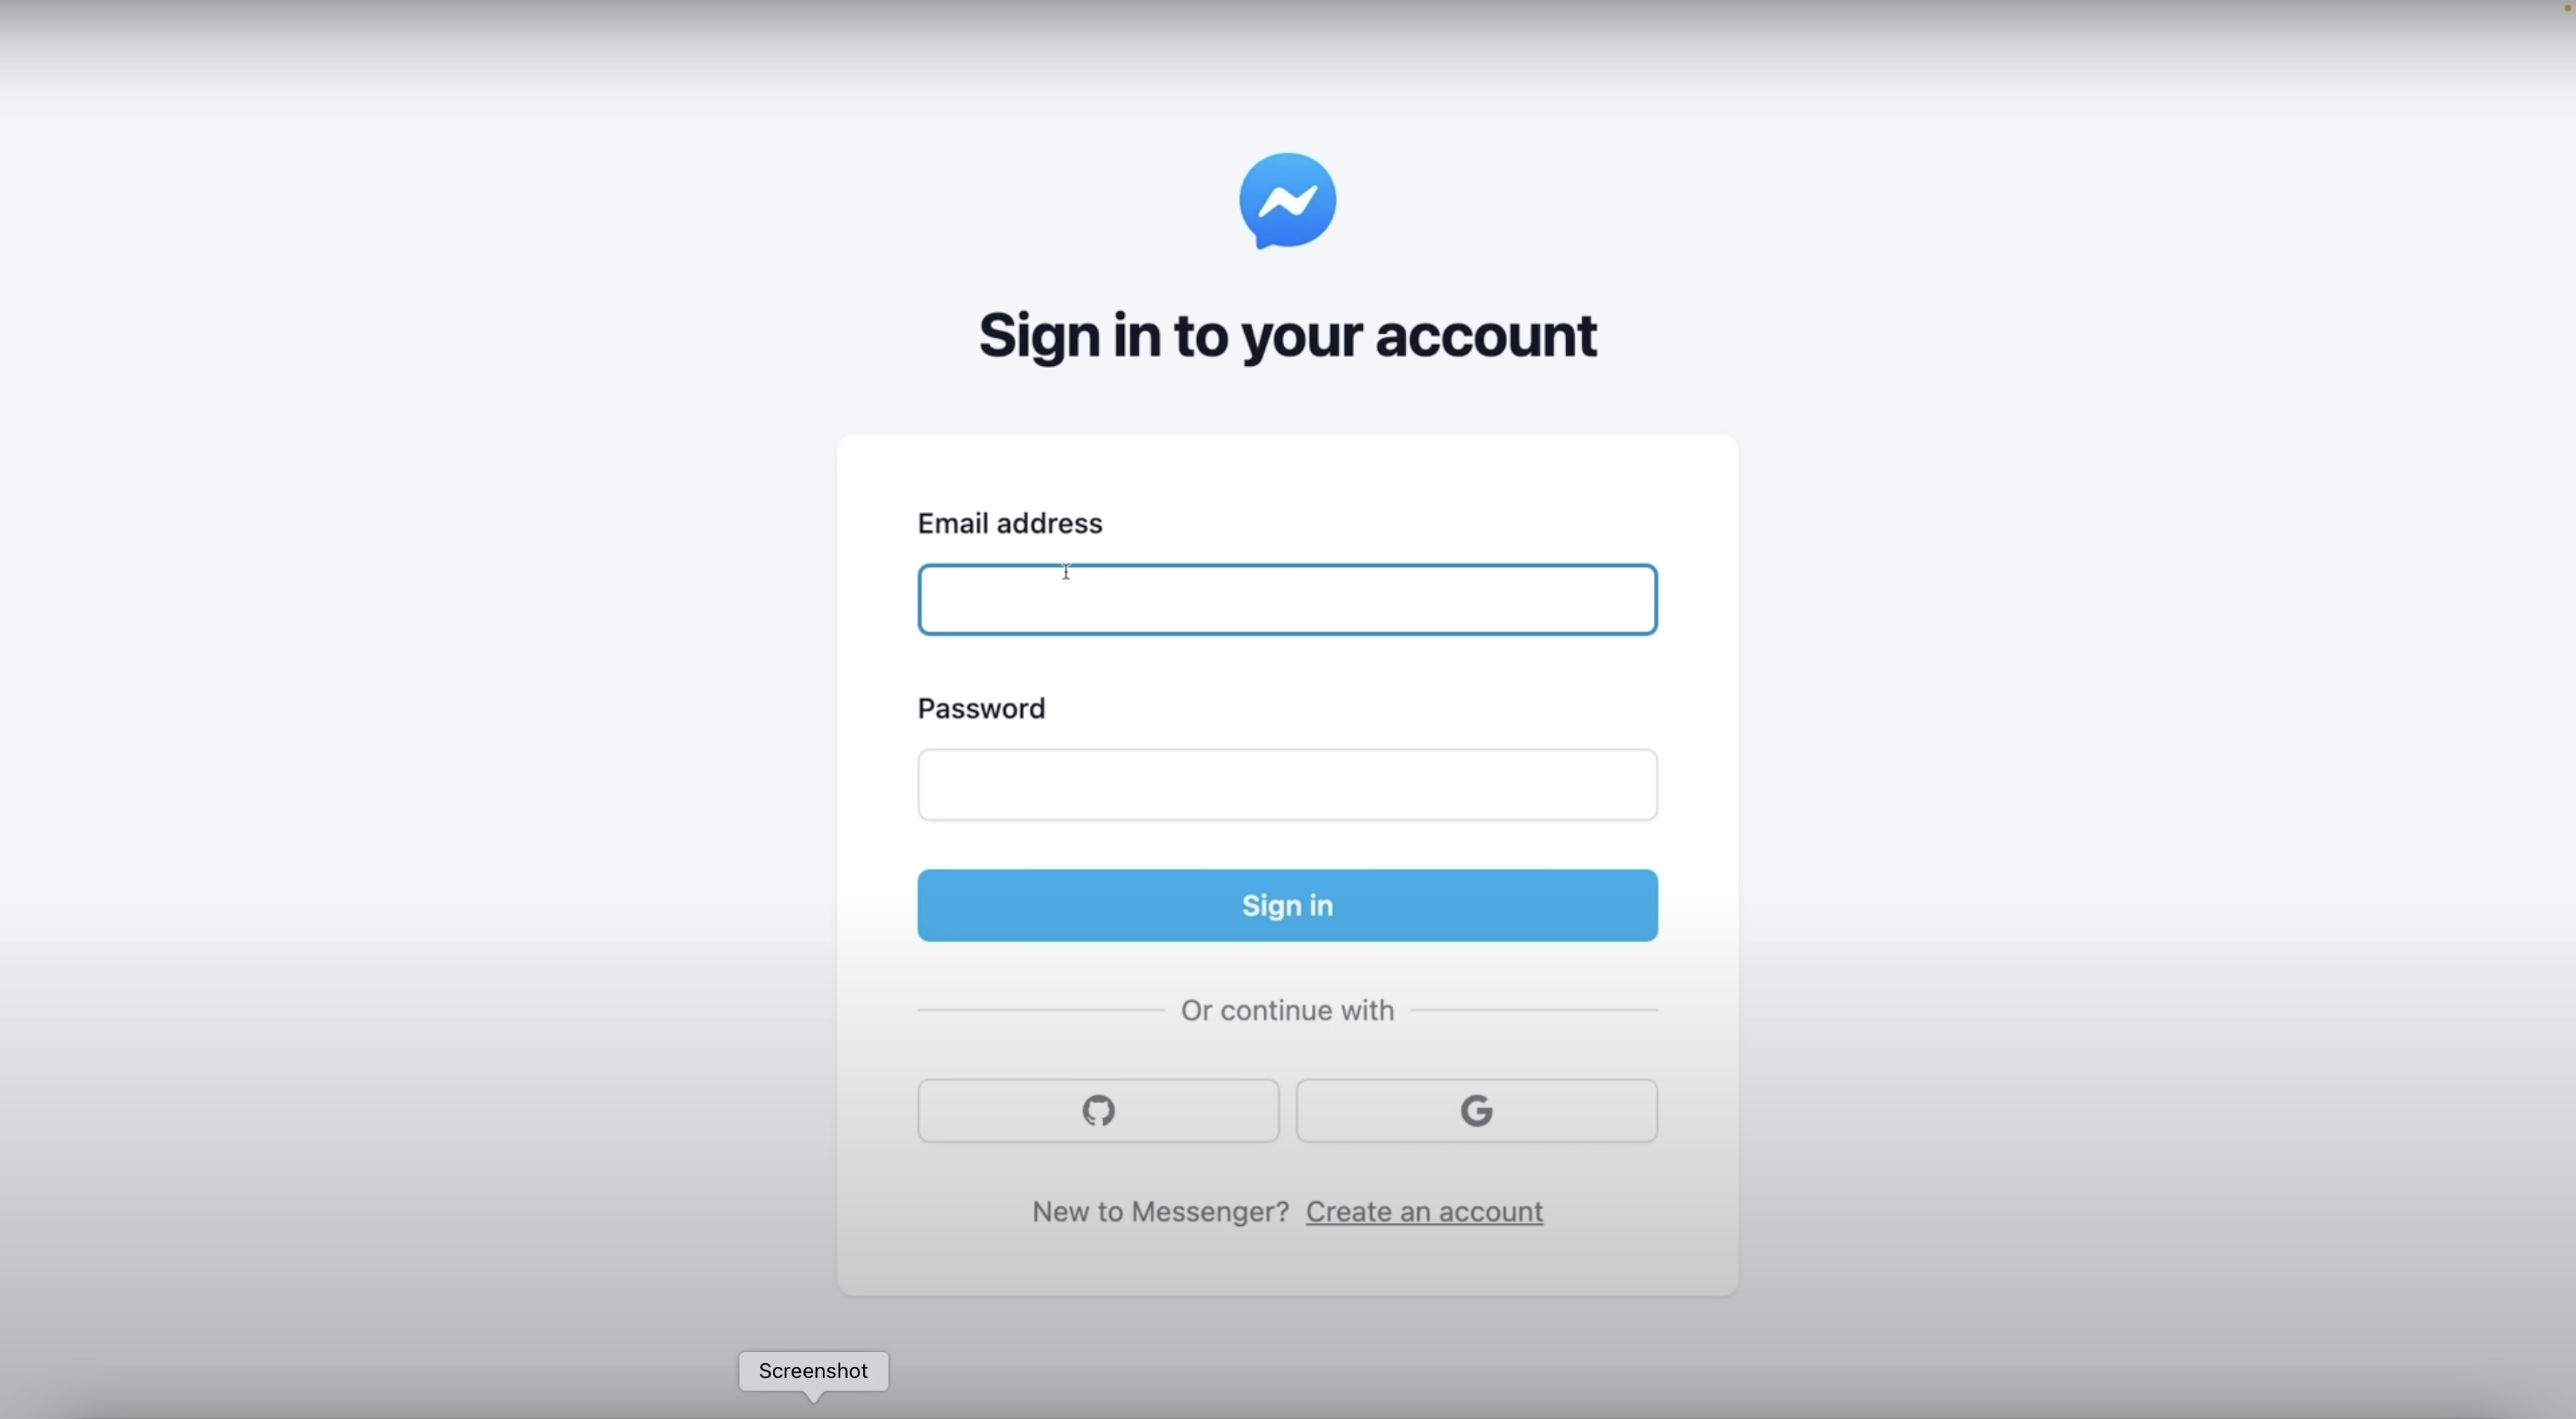 Sign in to your account
Email address
Password
Sign in
Or continue with
New to Messenger? Create an account
Screenshot